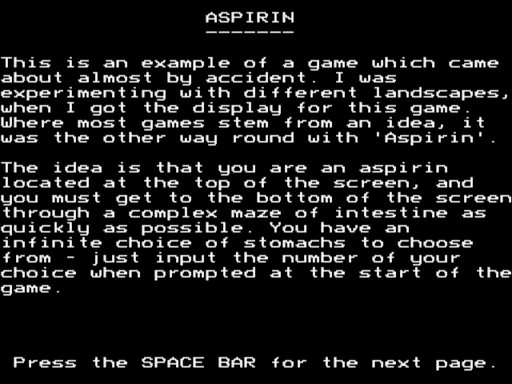 ASPIRIN
-------
This is an example of a game which came
about almost by accident. I was
experimenting with different landscapes,
when I got the display for this game.
Where most games stem from an idea, it
was the other way round with 'Aspirin'.
The idea is that you are an aspirin
located at the top of the screen, and
you must get to the bottom of the screen
through a complex maze of intestine as
quickly as possible. You have an
infinite choice of stomachs to choose
from - just input the number of your
choice when prompted at the start of the
game.
Press the SPACE BAR for the next page.